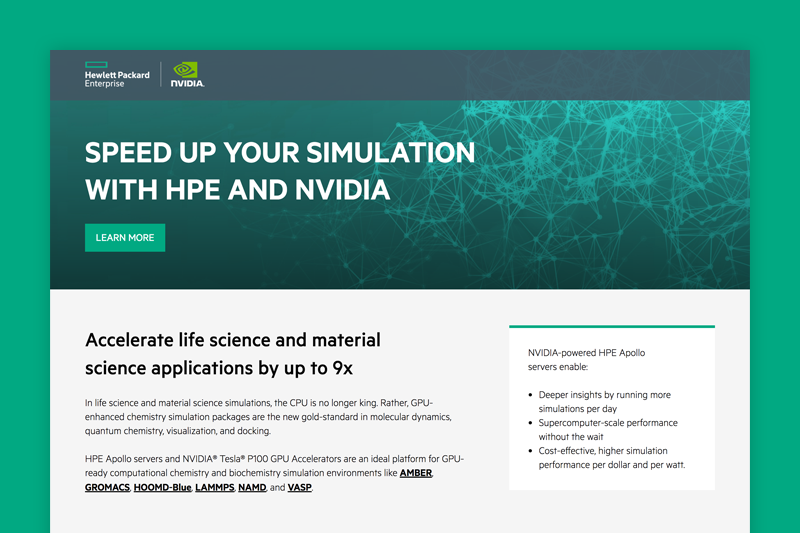 Hewlett Packard
Enterprise
NVIDIA.
SPEED UP YOUR SIMULATION
WITH HPE AND NVIDIA
LEARN MORE
Accelerate life science and material
science applications by up to 9x
In life science and material science simulations, the CPU is no longer king. Rather, GPU-
enhanced chemistry simulation packages are the new gold-standard in molecular dynamics,
quantum chemistry, visualization, and docking.
HPE Apollo servers and NVIDIA® Tesla® P100 GPU Accelerators are an ideal platform for GPU-
ready computational chemistry and biochemistry simulation environments like AMBER,
GROMACS, HOOMD-Blue, LAMMPS, NAMD, and VASP.
NVIDIA-powered HPE Apollo
servers enable:
• Deeper insights by running more
simulations per day
• Supercomputer-scale performance
without the wait
• Cost-effective, higher simulation
performance per dollar and per watt.